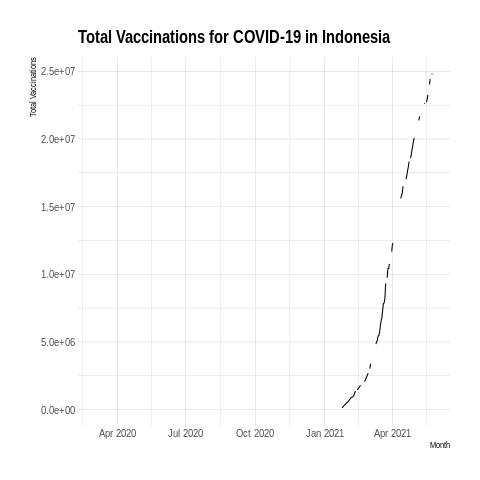 Total Vaccinations for COVID-19 in Indonesia
Total Vaccinations
2.5e+07
2.0e+07
1.5e+07
1.0e+07
5.0e+06
0.0e+00
Apr 2020 Jul 2020 Oct 2020 Jan 2021 Apr 2021
Month